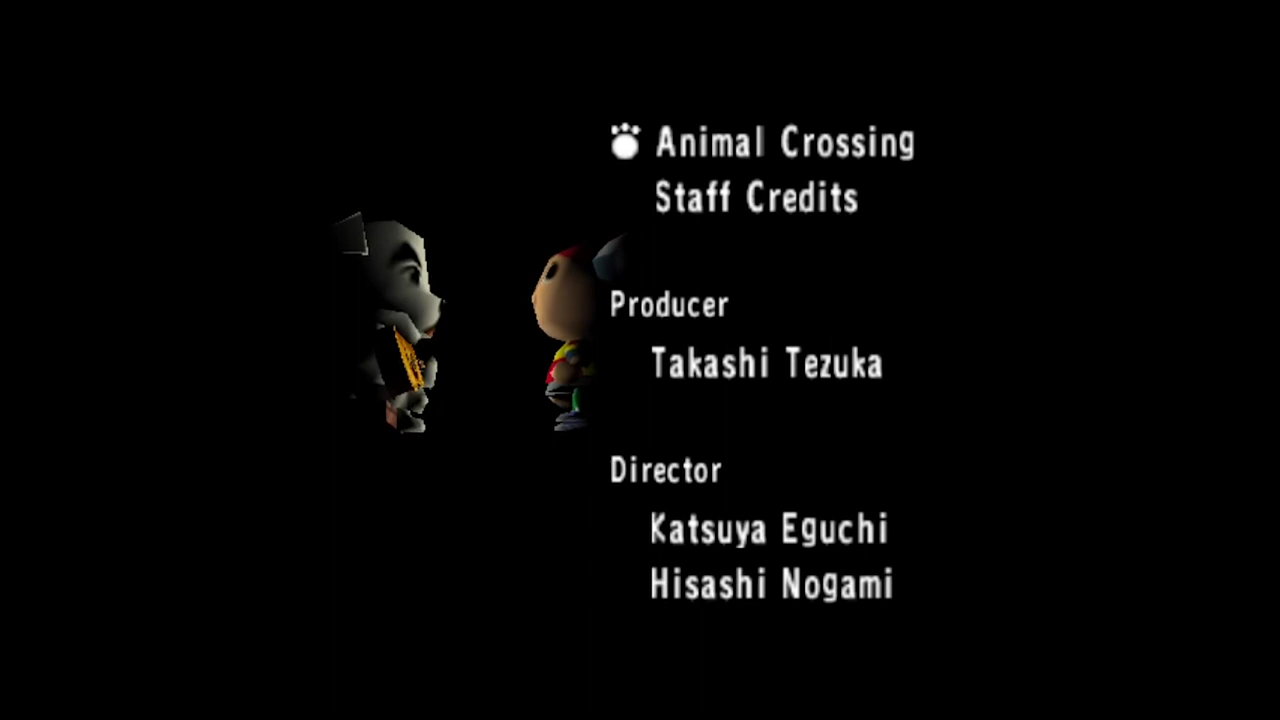 Animal Crossing
Staff Credits
Producer
Takashi Tezuka
Director
Katsuya Eguchi
Hisashi Nogami